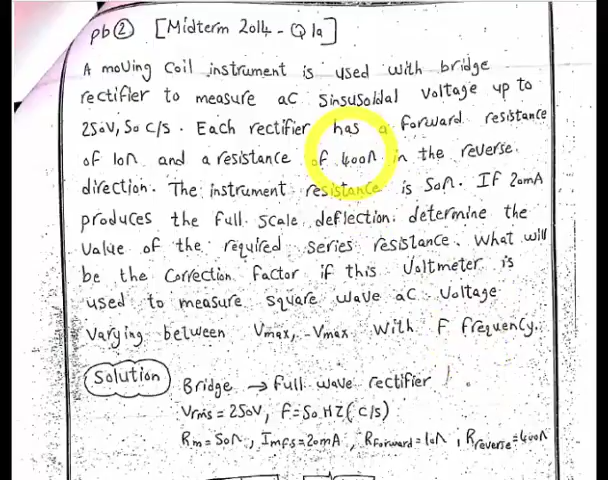 pb② [Midterm 2014 - Q1a]
A moving Coil instrument is used with bridge
rectifier to measure ac Sinsusoidal Voltage up to
250V, 50 C/S. Each rectifier has a forward resistance
of 10Ω and a resistance of 400Ω in the reverse
direction. The instrument resistance is 50Ω. If 20mA
produces the full scale deflection, determine the
Value of the required series resistance. What will
be the Correction factor if this Voltmeter is
used to measure square wave ac Voltage
Varying between Vmax, -Vmax with F frequency.
Solution
Bridge → full wave rectifier !
Vrms = 250V, F=50 HZ (C/S)
Rm = 50Ω, Imfs=20mA, Rforward = 10Ω, Rreverse=400Ω